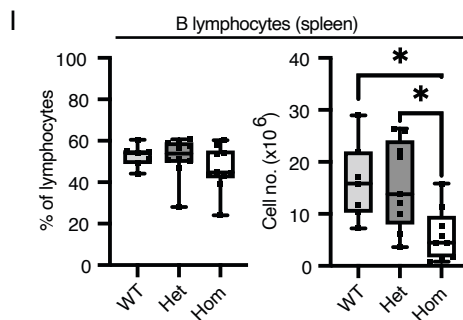 I
B lymphocytes (spleen)
% of lymphocytes
100
80
60
40
20
0
WT
Het
Hom
Cell no. (x10⁶)
40
30
20
10
0
*
*
WT
Het
Hom